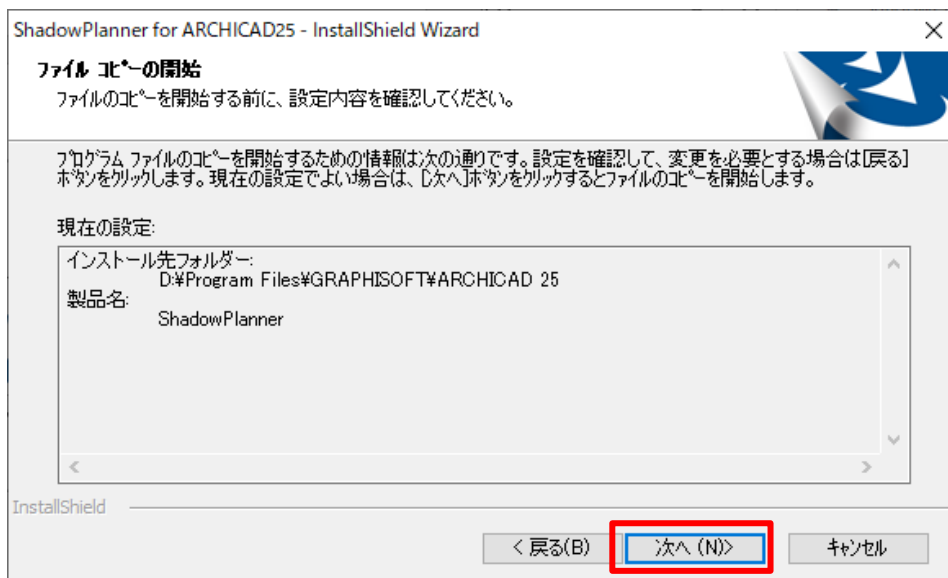 ShadowPlanner for ARCHICAD25 - InstallShield Wizard
ファイル コピーの開始
ファイルのコピーを開始する前に、設定内容を確認してください。
プログラム ファイルのコピーを開始するための情報は次の通りです。設定を確認して、変更を必要とする場合は[戻る]
ボタンをクリックします。現在の設定でよい場合は、[次へ]ボタンをクリックするとファイルのコピーを開始します。
現在の設定:
インストール先フォルダー:
D:¥Program Files¥GRAPHISOFT¥ARCHICAD 25
製品名:
ShadowPlanner
InstallShield
< 戻る(B)
次へ (N)>
キャンセル